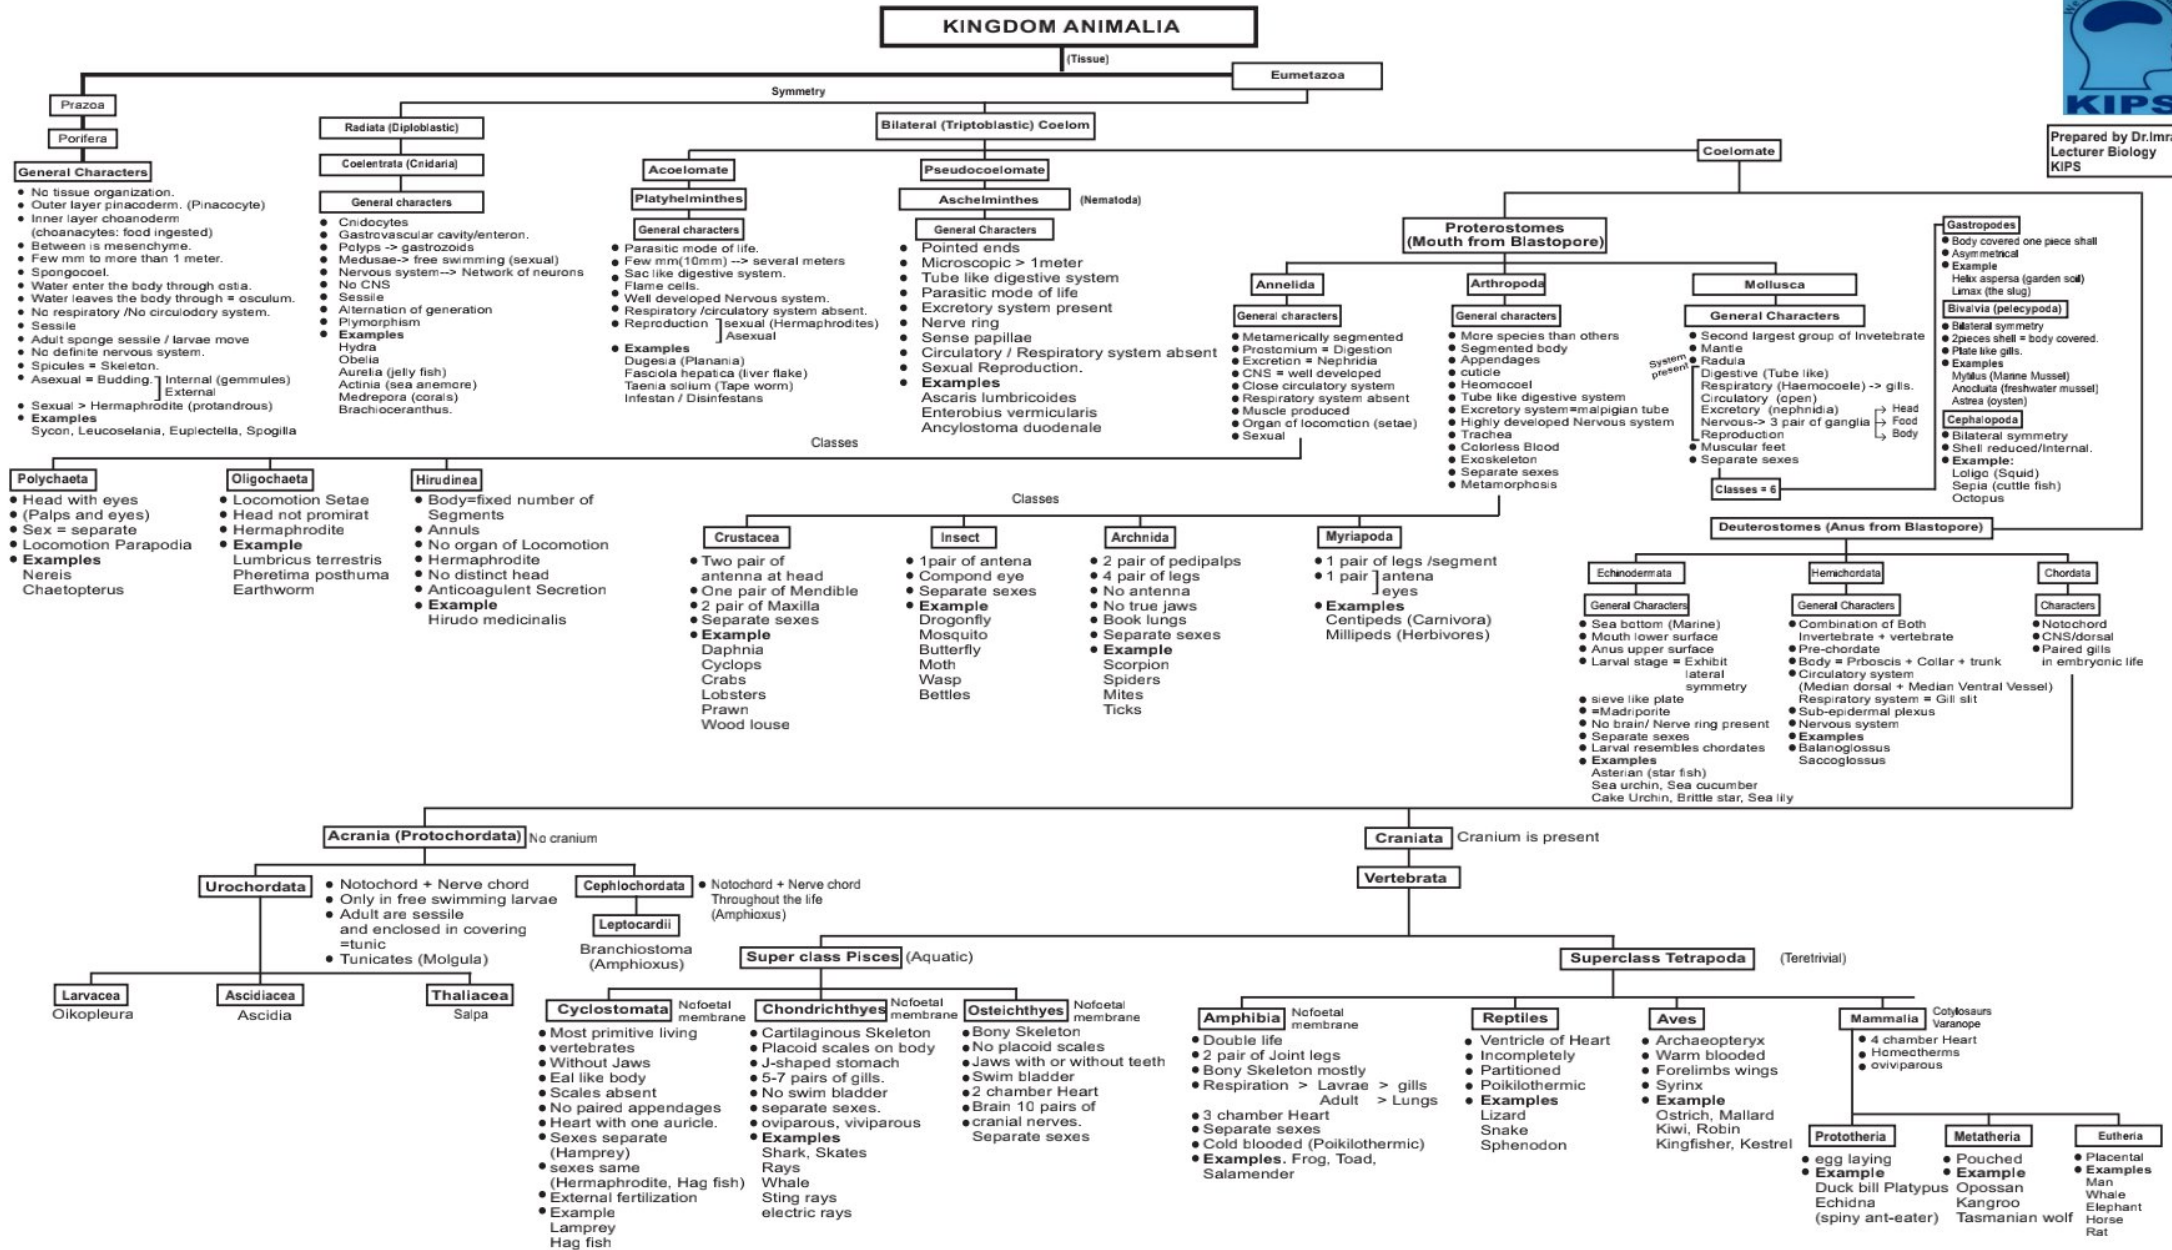 KINGDOM ANIMALIA
(Tissue)
Eumetazoa
Symmetry
Prazoa
Porifera
General Characters
• No tissue organization.
• Outer layer pinacoderm. (Pinacocyte)
• Inner layer choanoderm
(choanacytes: food ingested)
• Between is mesenchyme.
• Few mm to more than 1 meter.
• Spongocoel.
• Water enter the body through ostia.
• Water leaves the body through = osculum.
• No respiratory /No circulodory system.
• Sessile
• Adult sponge sessile / larvae move
• No definite nervous system.
• Spicules = Skeleton.
• Asexual = Budding. Internal (gemmules)
External
• Sexual > Hermaphrodite (protandrous)
• Examples
Sycon, Leucoselania, Euplectella, Spogilla
Radiata (Diploblastic)
Coelentrata (Cnidaria)
General characters
• Cnidocytes
• Gastrovascular cavity/enteron.
• Polyps -> gastrozoids
• Medusae-> free swimming (sexual)
• Nervous system--> Network of neurons
• No CNS
• Sessile
• Alternation of generation
• Plymorphism
• Examples
Hydra
Obelia
Aurelia (jelly fish)
Actinia (sea anemore)
Medrepora (corals)
Brachioceranthus.
Bilateral (Triptoblastic) Coelom
Acoelomate
Platyhelminthes
General characters
• Parasitic mode of life.
• Few mm(10mm) --> several meters
• Sac like digestive system.
• Flame cells.
• Well developed Nervous system.
• Respiratory /circulatory system absent.
• Reproduction sexual (Hermaphrodites)
Asexual
• Examples
Dugesia (Planania)
Fasciola hepatica (liver flake)
Taenia solium (Tape worm)
Infestan / Disinfestans
Pseudocoelomate
Aschelminthes
(Nematoda)
General Characters
• Pointed ends
• Microscopic > 1meter
• Tube like digestive system
• Parasitic mode of life
• Excretory system present
• Nerve ring
• Sense papillae
• Circulatory / Respiratory system absent
• Sexual Reproduction.
• Examples
Ascaris lumbricoides
Enterobius vermicularis
Ancylostoma duodenale
Coelomate
KIPS
Prepared by Dr.Imra
Lecturer Biology
KIPS
Proterostomes
(Mouth from Blastopore)
Annelida
General characters
• Metamerically segmented
• Prostomium = Digestion
• Excretion = Nephridia
• CNS = well developed
• Close circulatory system
• Respiratory system absent
• Muscle produced
• Organ of locomotion (setae)
• Sexual
Arthropoda
General characters
• More species than others
• Segmented body
• Appendages
• cuticle
• Heomocoel
• Tube like digestive system
• Excretory system=malpigian tube
• Highly developed Nervous system
• Trachea
• Colorless Blood
• Exoskeleton
• Separate sexes
• Metamorphosis
Mollusca
General Characters
• Second largest group of Invetebrate
• Mantle
• Radula
System present
Digestive (Tube like)
Respiratory (Haemocoele) -> gills.
Circulatory (open)
Excretory (nephnidia)
Nervous-> 3 pair of ganglia
Head
Food
Body
Reproduction
• Muscular feet
• Separate sexes
Classes = 6
Gastropodes
• Body covered one piece shall
• Asymmetrical
• Example
Helix aspersa (garden soil)
Limax (the slug)
Bivalvia (pelecypoda)
• Bilateral symmetry
• 2pieces shell = body covered.
• Plate like gills.
• Examples
Mytilus (Marine Mussel)
Anocluita (freshwater mussel)
Astrea (oysten)
Cephalopoda
• Bilateral symmetry
• Shell reduced/Internal.
• Example:
Loligo (Squid)
Sepia (cuttle fish)
Octopus
Classes
Polychaeta
• Head with eyes
• (Palps and eyes)
• Sex = separate
• Locomotion Parapodia
• Examples
Nereis
Chaetopterus
Oligochaeta
• Locomotion Setae
• Head not promirat
• Hermaphrodite
• Example
Lumbricus terrestris
Pheretima posthuma
Earthworm
Hirudinea
• Body=fixed number of
Segments
• Annuls
• No organ of Locomotion
• Hermaphrodite
• No distinct head
• Anticoagulent Secretion
• Example
Hirudo medicinalis
Classes
Crustacea
• Two pair of
antenna at head
• One pair of Mendible
• 2 pair of Maxilla
• Separate sexes
• Example
Daphnia
Cyclops
Crabs
Lobsters
Prawn
Wood louse
Insect
• 1pair of antena
• Compond eye
• Separate sexes
• Example
Drogonfly
Mosquito
Butterfly
Moth
Wasp
Bettles
Archnida
• 2 pair of pedipalps
• 4 pair of legs
• No antenna
• No true jaws
• Book lungs
• Separate sexes
• Example
Scorpion
Spiders
Mites
Ticks
Myriapoda
• 1 pair of legs /segment
• 1 pair antena
eyes
• Examples
Centipeds (Carnivora)
Millipeds (Herbivores)
Deuterostomes (Anus from Blastopore)
Echinodermata
General Characters
• Sea bottom (Marine)
• Mouth lower surface
• Anus upper surface
• Larval stage = Exhibit
lateral
symmetry
• sieve like plate
• =Madriporite
• No brain/ Nerve ring present
• Separate sexes
• Larval resembles chordates
• Examples
Asterian (star fish)
Sea urchin, Sea cucumber
Cake Urchin, Brittle star, Sea lily
Hemichordata
General Characters
• Combination of Both
Invertebrate + vertebrate
• Pre-chordate
• Body = Prboscis + Collar + trunk
• Circulatory system
(Median dorsal + Median Ventral Vessel)
Respiratory system = Gill slit
• Sub-epidermal plexus
• Nervous system
• Examples
• Balanoglossus
Saccoglossus
Chordata
Characters
• Notochord
• CNS/dorsal
• Paired gills
in embryonic life
Acrania (Protochordata) No cranium
Urochordata
• Notochord + Nerve chord
• Only in free swimming larvae
• Adult are sessile
and enclosed in covering
=tunic
• Tunicates (Molgula)
Larvacea
Oikopleura
Ascidiacea
Ascidia
Thaliacea
Salpa
Cephlochordata
• Notochord + Nerve chord
Throughout the life
(Amphioxus)
Leptocardii
Branchiostoma
(Amphioxus)
Craniata Cranium is present
Vertebrata
Super class Pisces (Aquatic)
Cyclostomata
Nofoetal
membrane
• Most primitive living
• vertebrates
• Without Jaws
• Eal like body
• Scales absent
• No paired appendages
• Heart with one auricle.
• Sexes separate
(Hamprey)
• sexes same
(Hermaphrodite, Hag fish)
• External fertilization
• Example
Lamprey
Hag fish
Chondrichthyes
Nofoetal
membrane
• Cartilaginous Skeleton
• Placoid scales on body
• J-shaped stomach
• 5-7 pairs of gills.
• No swim bladder
• separate sexes.
• oviparous, viviparous
• Examples
Shark, Skates
Rays
Whale
Sting rays
electric rays
Osteichthyes
Nofoetal
membrane
• Bony Skeleton
• No placoid scales
• Jaws with or without teeth
• Swim bladder
• 2 chamber Heart
• Brain 10 pairs of
• cranial nerves.
Separate sexes
Superclass Tetrapoda
(Teretrivial)
Amphibia
Nofoetal
membrane
• Double life
• 2 pair of Joint legs
• Bony Skeleton mostly
• Respiration > Lavrae > gills
Adult > Lungs
• 3 chamber Heart
• Separate sexes
• Cold blooded (Poikilothermic)
• Examples. Frog, Toad,
Salamender
Reptiles
• Ventricle of Heart
• Incompletely
• Partitioned
• Poikilothermic
• Examples
Lizard
Snake
Sphenodon
Aves
• Archaeopteryx
• Warm blooded
• Forelimbs wings
• Syrinx
• Example
Ostrich, Mallard
Kiwi, Robin
Kingfisher, Kestrel
Mammalia
Cotylosaurs
Varanope
• 4 chamber Heart
• Homeotherms
• oviviparous
Prototheria
• egg laying
• Example
Duck bill Platypus
Echidna
(spiny ant-eater)
Metatheria
• Pouched
• Example
Opossan
Kangroo
Tasmanian wolf
Eutheria
• Placental
• Examples
Man
Whale
Elephant
Horse
Rat